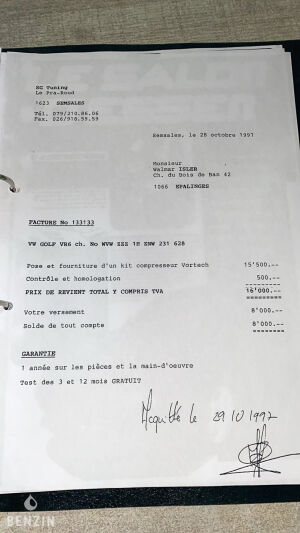 SG Tuning
Le Pra-Roud
1623 SEMSALES
Tél. 079/210.86.06
Fax. 026/918.59.59
Semsales, le 28 octobre 1997
Monsieur
Walmar ISLER
Ch. du bois de Ban 42
1066 EPALINGES
FACTURE No 133133
VW GOLF VR6 ch. No WVW ZZZ 1H ZNW 231 628
Pose et fourniture d'un kit compresseur Vortech 15'500.--
Contrôle et homologation 500.--
PRIX DE REVIENT TOTAL Y COMPRIS TVA 16'000.--
Votre versement 8'000.--
Solde de tout compte 8'000.--
GARANTIE
1 année sur les pièces et la main-d'oeuvre
Test des 3 et 12 mois GRATUIT
Acquitté le 29 10 1997
BENZIN